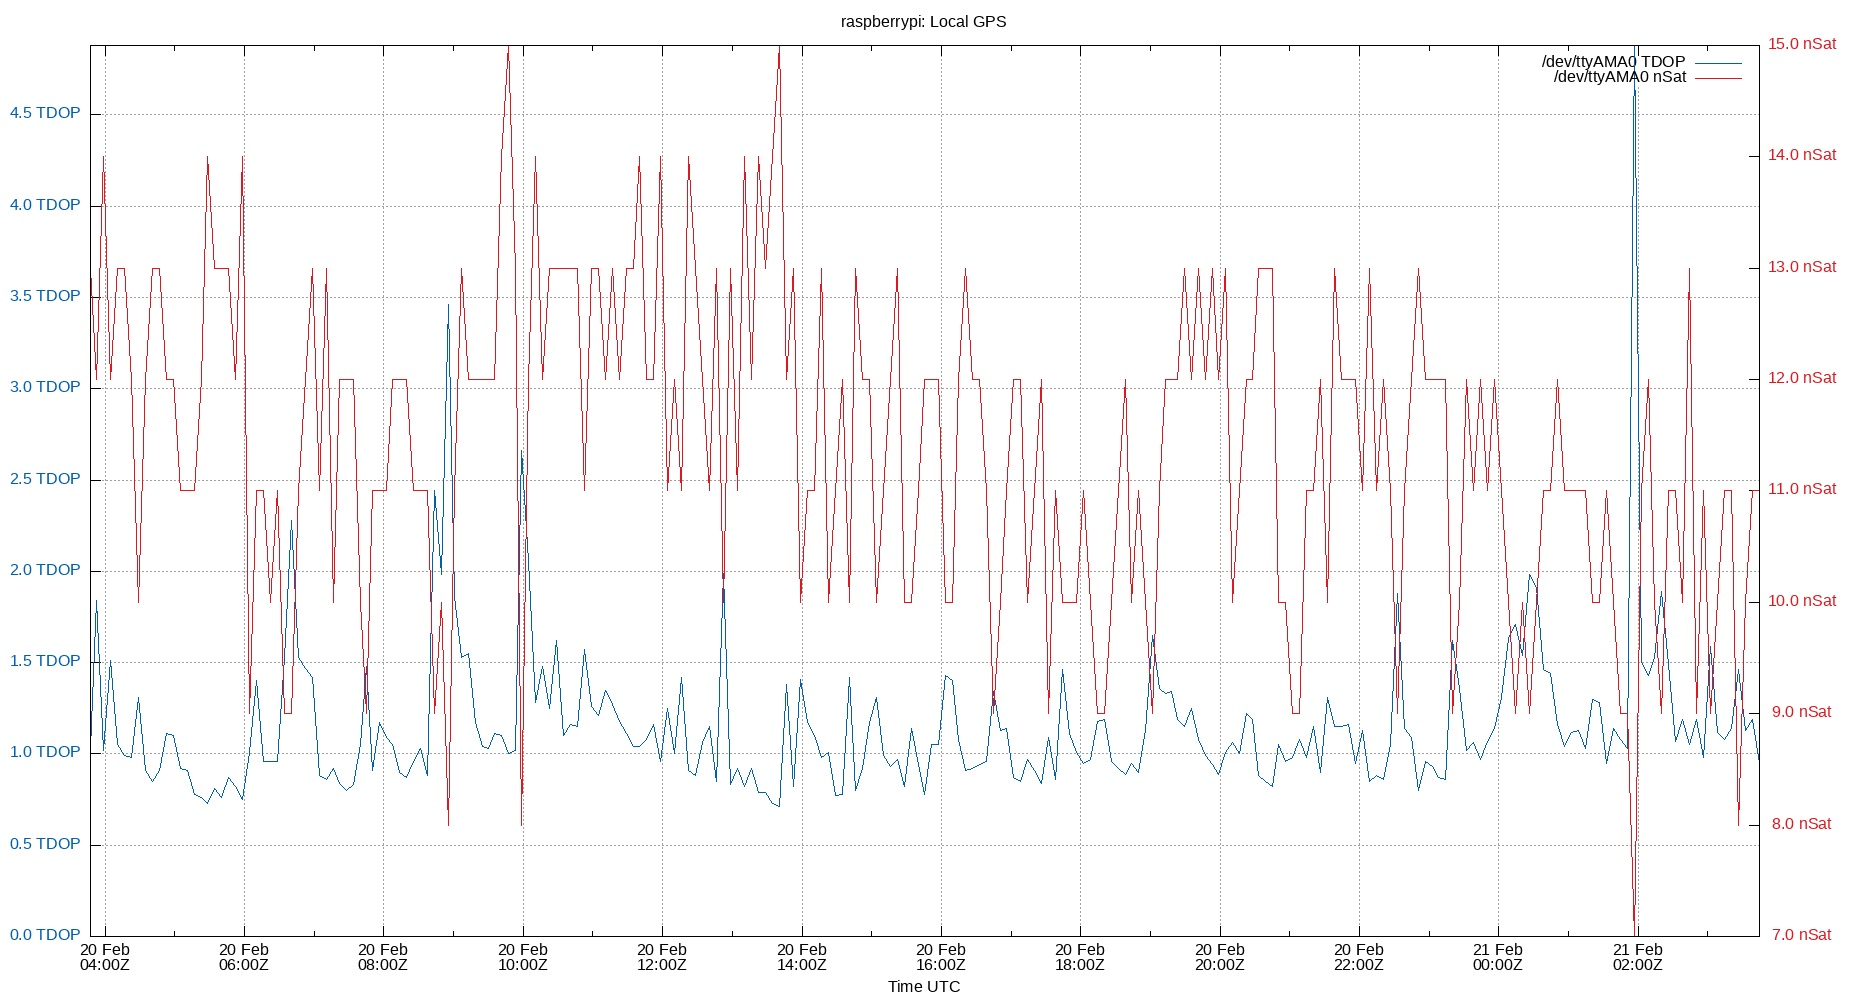 raspberrypi: Local GPS
/dev/ttyAMA0 TDOP
/dev/ttyAMA0 nSat
4.5 TDOP
4.0 TDOP
3.5 TDOP
3.0 TDOP
2.5 TDOP
2.0 TDOP
1.5 TDOP
1.0 TDOP
0.5 TDOP
0.0 TDOP
15.0 nSat
14.0 nSat
13.0 nSat
12.0 nSat
11.0 nSat
10.0 nSat
9.0 nSat
8.0 nSat
7.0 nSat
20 Feb
04:00Z
20 Feb
06:00Z
20 Feb
08:00Z
20 Feb
10:00Z
20 Feb
12:00Z
20 Feb
14:00Z
20 Feb
16:00Z
20 Feb
18:00Z
20 Feb
20:00Z
20 Feb
22:00Z
21 Feb
00:00Z
21 Feb
02:00Z
Time UTC